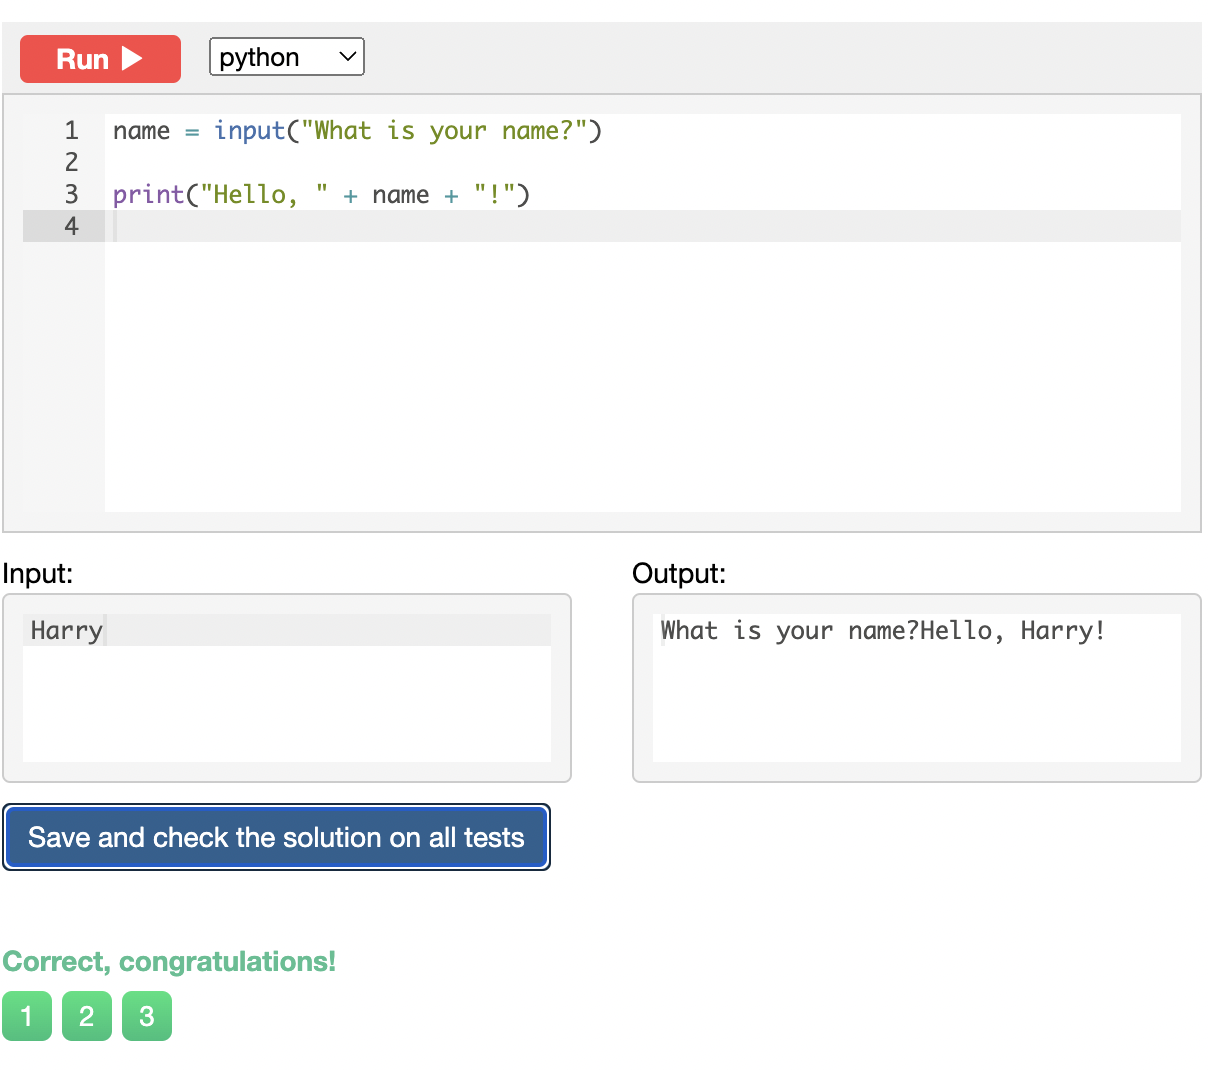 Run
python
1 name = input("What is your name?")
2
3 print("Hello, " + name + "!")
4
Input:
Output:
Harry
What is your name?Hello, Harry!
Save and check the solution on all tests
Correct, congratulations!
1 2 3